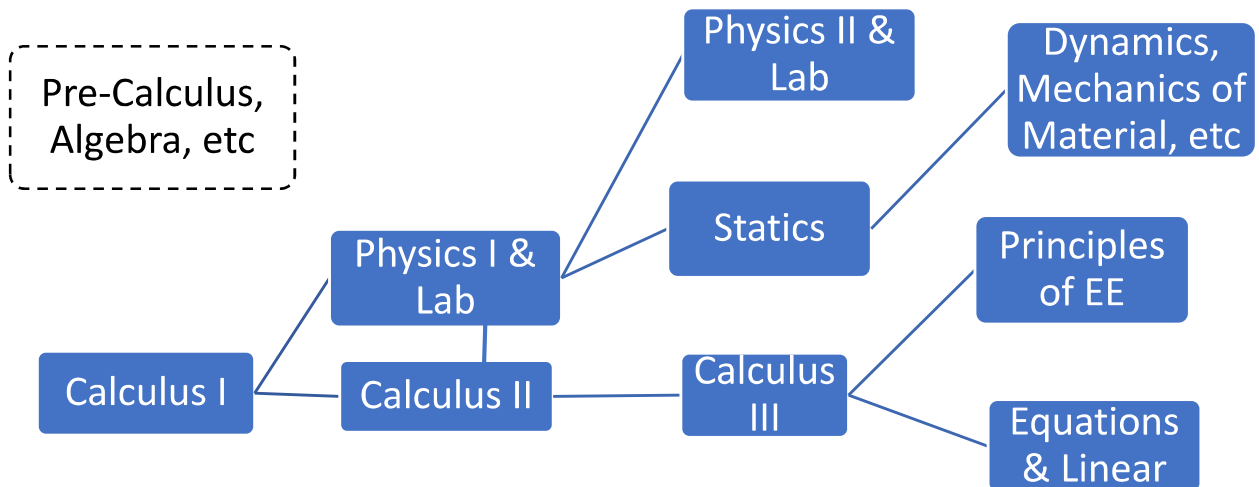 Pre-Calculus,
Algebra, etc
Calculus I
Physics I &
Lab
Calculus II
Physics II &
Lab
Statics
Calculus
III
Dynamics,
Mechanics of
Material, etc
Principles
of EE
Equations
& Linear